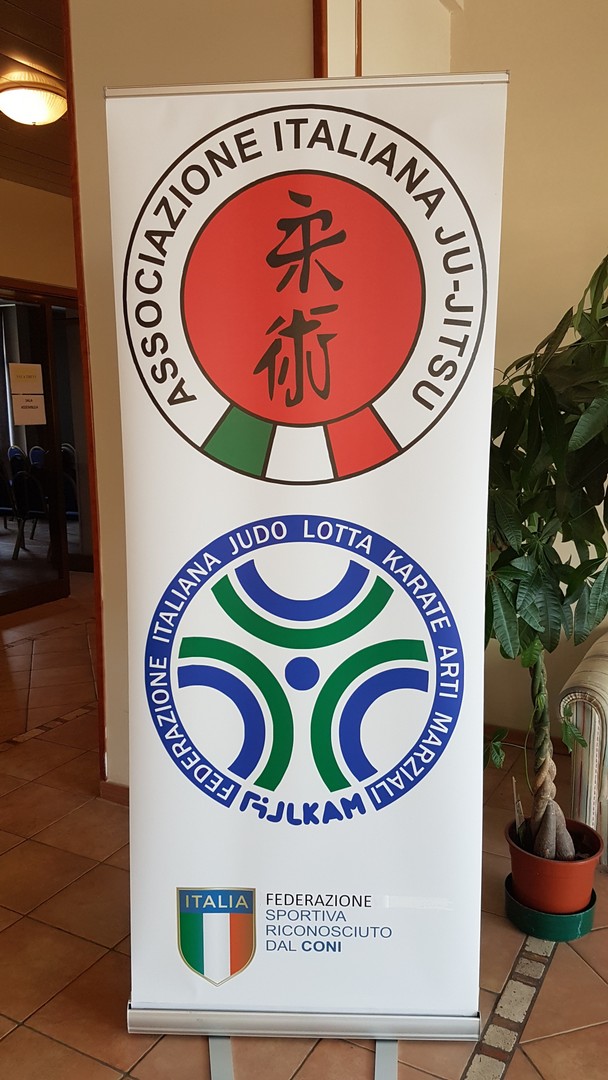 ASSOCIAZIONE ITALIANA JU-JITSU
柔
術
FEDERAZIONE ITALIANA JUDO LOTTA KARATE ARTI MARZIALI
FIJLKAM
ITALIA
FEDERAZIONE
SPORTIVA
RICONOSCIUTO
DAL CONI